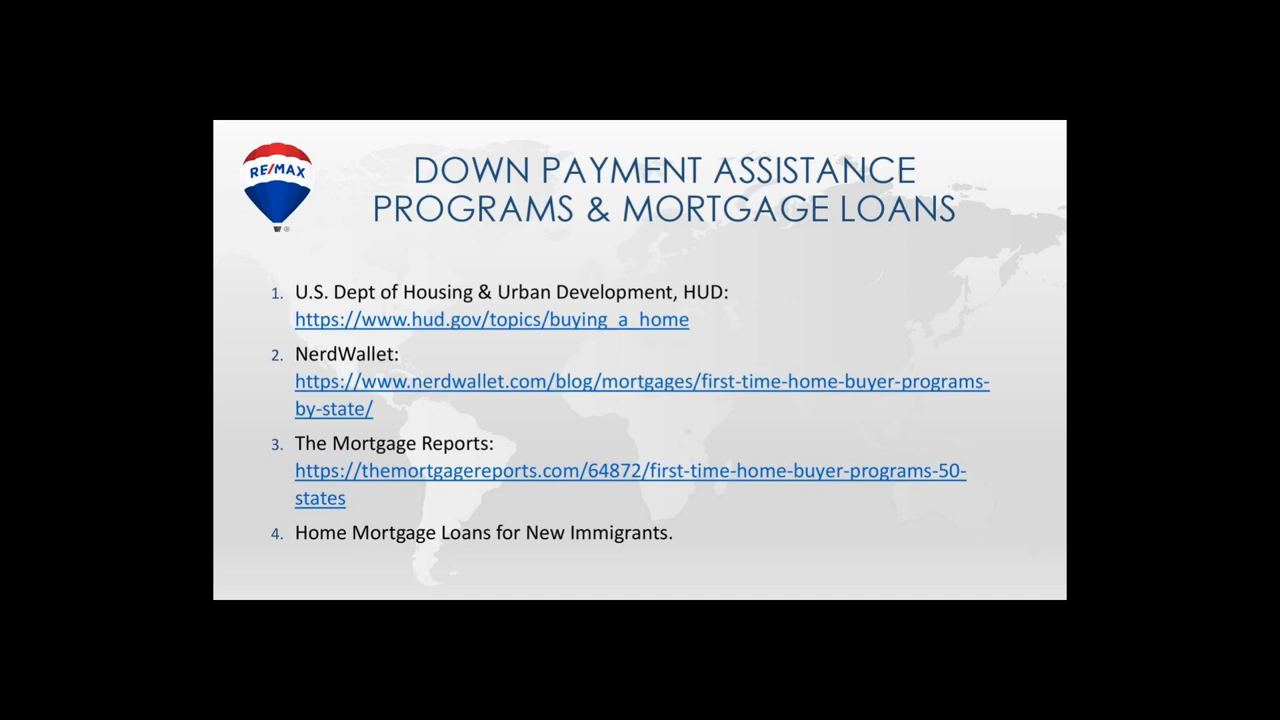 RE/MAX
DOWN PAYMENT ASSISTANCE
PROGRAMS & MORTGAGE LOANS
1. U.S. Dept of Housing & Urban Development, HUD:
https://www.hud.gov/topics/buying_a_home
2. NerdWallet:
https://www.nerdwallet.com/blog/mortgages/first-time-home-buyer-programs-
by-state/
3. The Mortgage Reports:
https://themortgagereports.com/64872/first-time-home-buyer-programs-50-
states
4. Home Mortgage Loans for New Immigrants.